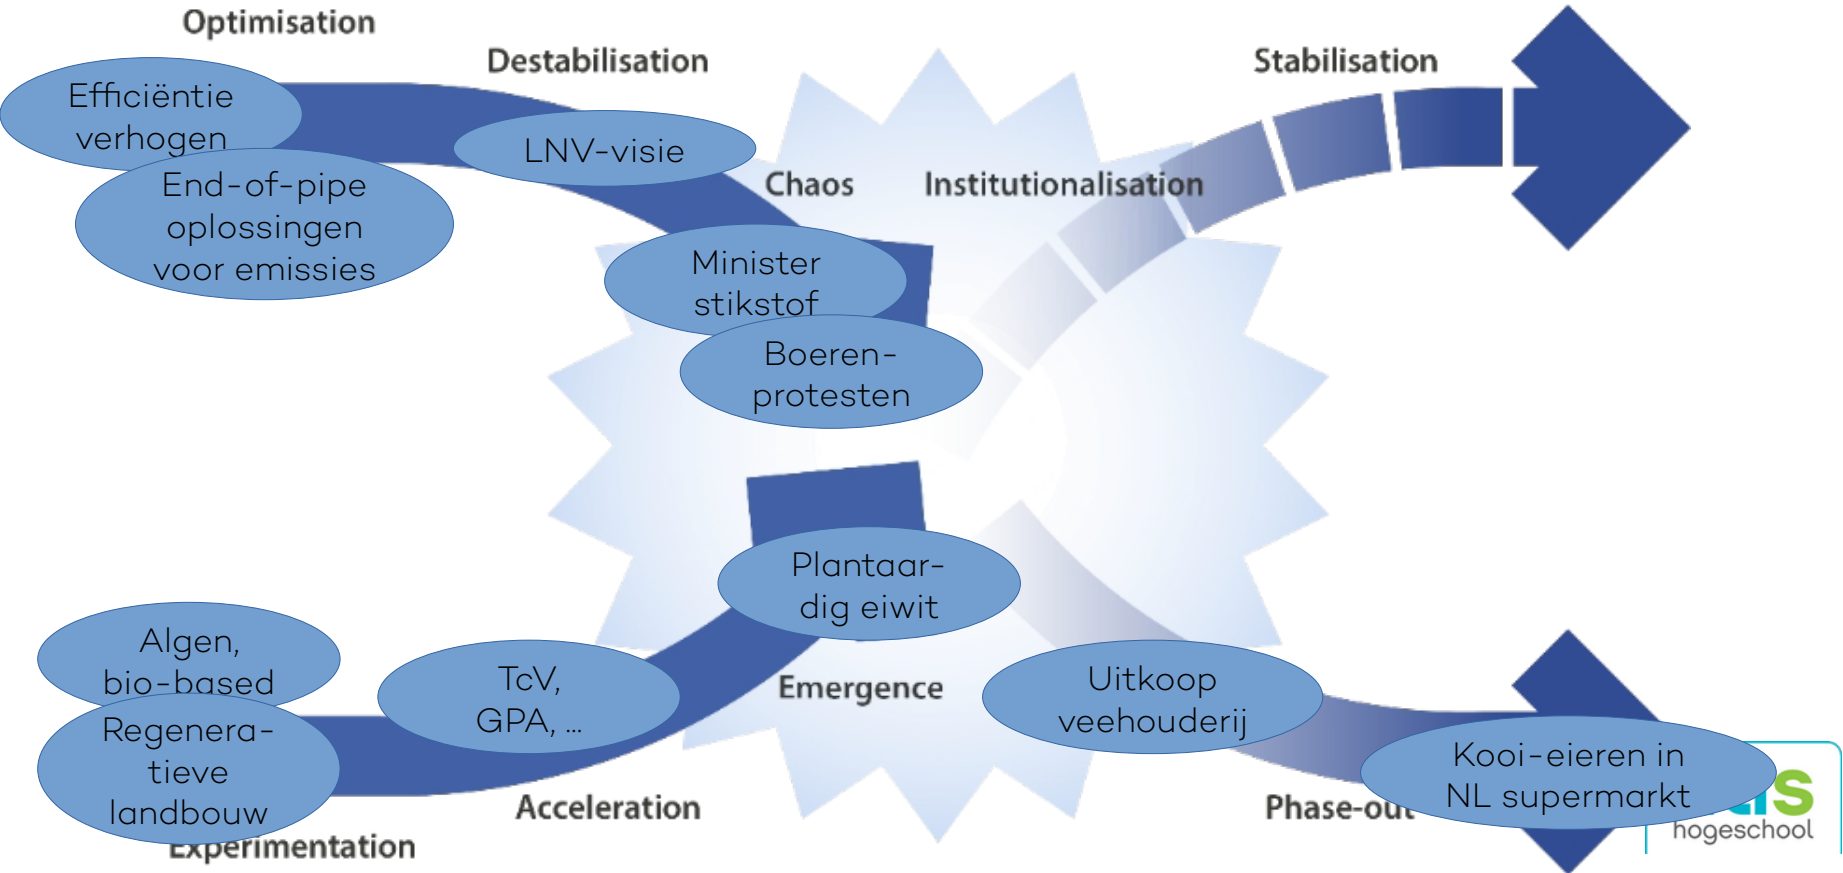 Optimisation
Destabilisation
Stabilisation
Efficiëntie
verhogen
LNV-visie
End-of-pipe
oplossingen
voor emissies
Chaos
Institutionalisation
Minister
stikstof
Boeren-
protesten
Plantaar-
dig eiwit
Algen,
bio-based
Regenera-
tieve
landbouw
TcV,
GPA, ...
Emergence
Uitkoop
veehouderij
Kooi-eieren in
NL supermarkt
Acceleration
Phase-out
Experimentation
hogeschool